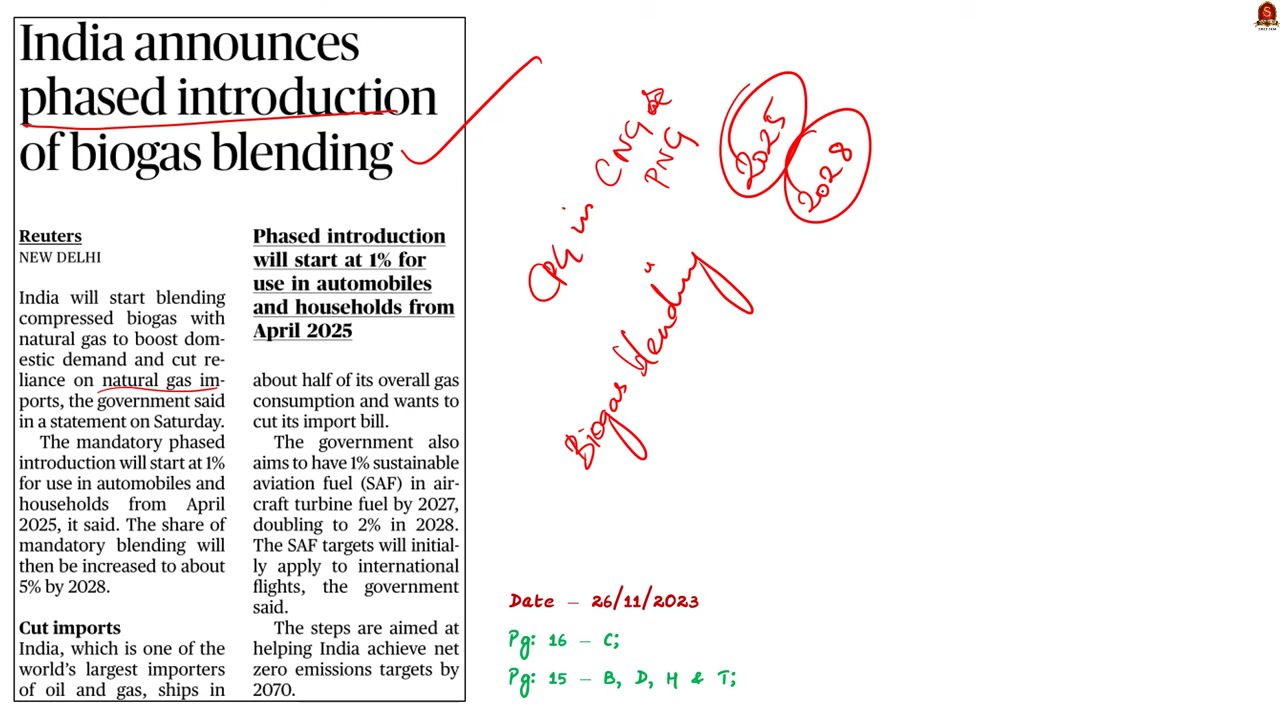 India announces
phased introduction
of biogas blending
Reuters
NEW DELHI
India will start blending
compressed biogas with
natural gas to boost dom-
estic demand and cut re-
liance on natural gas im-
ports, the government said
in a statement on Saturday.
The mandatory phased
introduction will start at 1%
for use in automobiles and
households from April
2025, it said. The share of
mandatory blending will
then be increased to about
5% by 2028.
Cut imports
India, which is one of the
world's largest importers
of oil and gas, ships in
Phased introduction
will start at 1% for
use in automobiles
and households from
April 2025
about half of its overall gas
consumption and wants to
cut its import bill.
The government also
aims to have 1% sustainable
aviation fuel (SAF) in air-
craft turbine fuel by 2027,
doubling to 2% in 2028.
The SAF targets will initial-
ly apply to international
flights, the government
said.
The steps are aimed at
helping India achieve net
zero emissions targets by
2070.
in CNG &
PNG
2025
2028
Biogas blending
Date - 26/11/2023
Pg: 16 - C;
Pg: 15 - B, D, H & T;